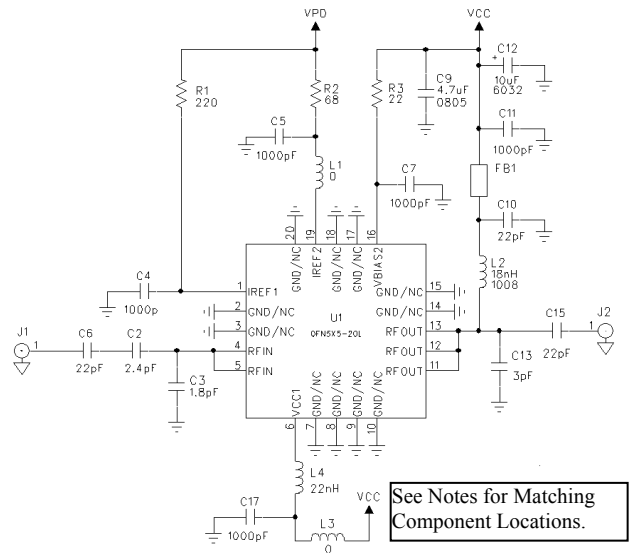 VPD
VCC
R1
220
R2
68
R3
22
C9
4.7uF
0805
+
C12
10uF
6032
C5
1000pF
C11
1000pF
L1
0
C7
1000pF
FB1
C10
22pF
20
19
18
17
16
GND/NC
IREF2
GND/NC
GND/NC
VBIAS2
L2
18nH
1008
C4
1000p
1
IREF1
2
GND/NC
3
GND/NC
4
RFIN
5
RFIN
U1
QFN5X5-20L
GND/NC
15
GND/NC
14
RFOUT
13
RFOUT
12
RFOUT
11
J1
1
C6
22pF
C2
2.4pF
C3
1.8pF
C15
22pF
J2
1
C13
3pF
VCC1
GND/NC
GND/NC
GND/NC
GND/NC
6
7
8
9
10
L4
22nH
C17
1000pF
L3
0
VCC
See Notes for Matching
Component Locations.